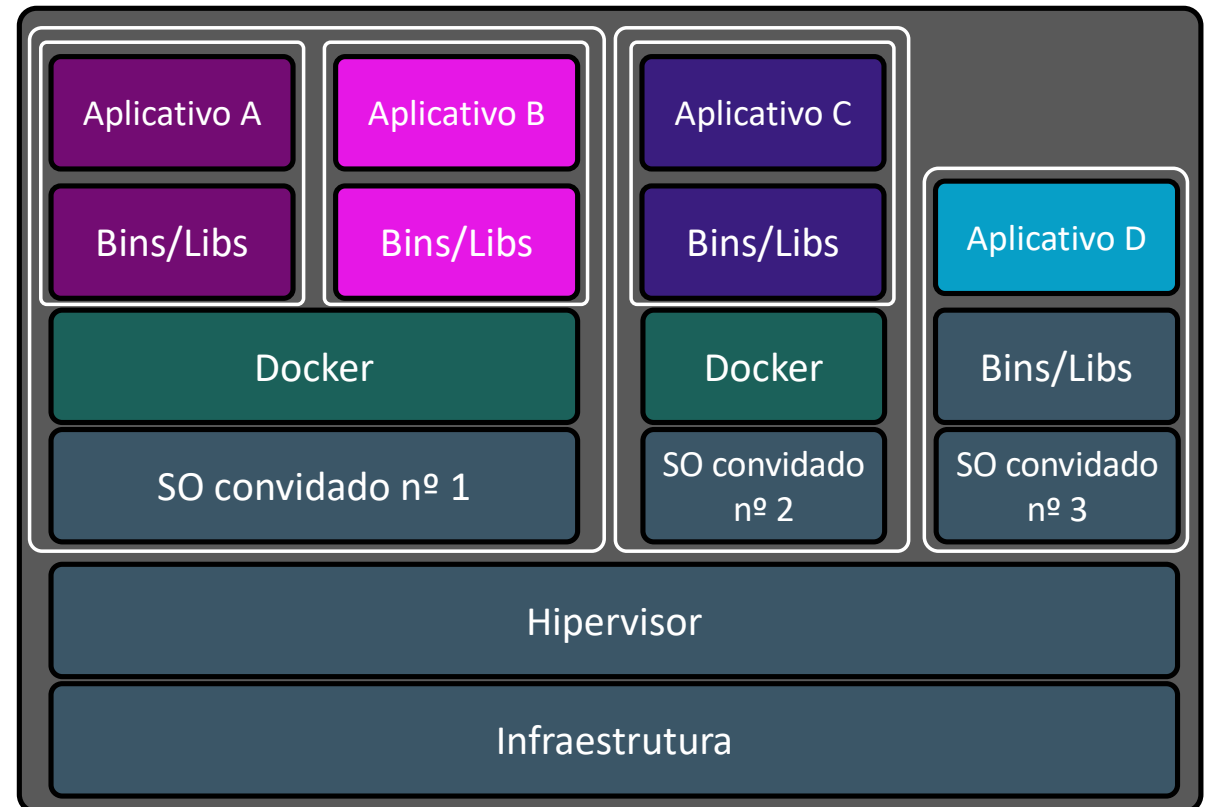 Aplicativo A
Aplicativo B
Aplicativo C
Bins/Libs
Bins/Libs
Bins/Libs
Aplicativo D
Docker
Docker
Bins/Libs
SO convidado nº 1
SO convidado
nº 2
SO convidado
nº 3
Hipervisor
Infraestrutura